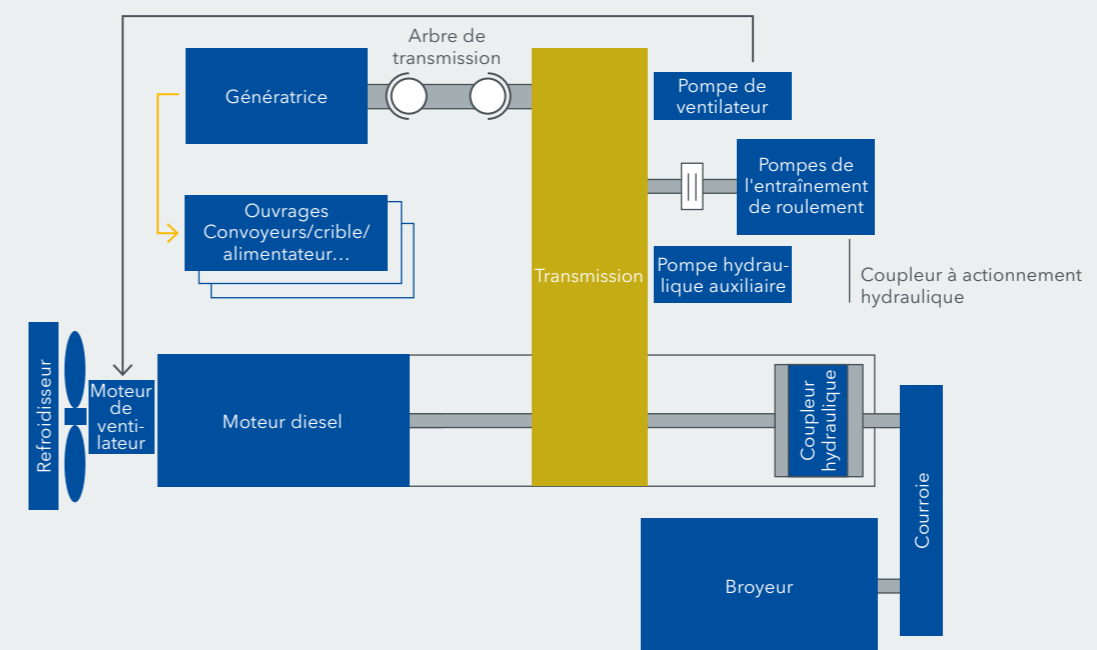 Arbre de
transmission
Génératrice
Pompe de
ventilateur
Pompes de
l'entraînement
de roulement
Ouvrages
Convoyeurs/crible/
alimentateur…
Transmission
Pompe hydrau-
lique auxiliaire
Coupleur à actionnement
hydraulique
Refroidisseur
Moteur
de
venti-
lateur
Moteur diesel
Coupleur
hydraulique
Courroie
Broyeur